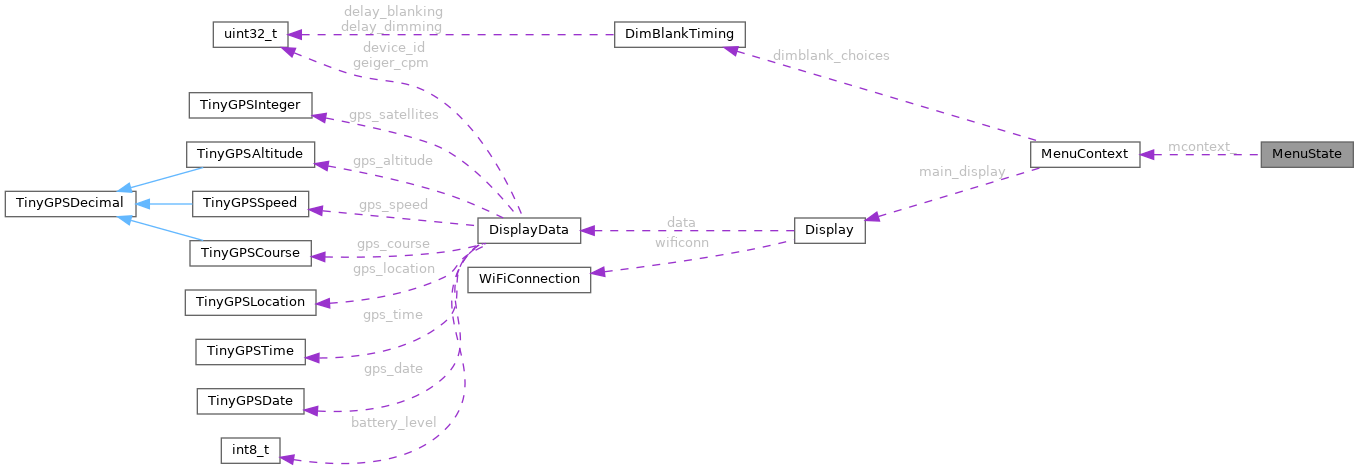 delay_blanking
delay_dimming
uint32_t
DimBlankTiming
device_id
geiger_cpm
dimblank_choices
TinyGPSInteger
gps_satellites
TinyGPSAltitude
gps_altitude
MenuContext
mcontext_
MenuState
main_display
TinyGPSDecimal
TinyGPSSpeed
gps_speed
DisplayData
data
wificonn
Display
TinyGPSCourse
gps_course
gps_location
WiFiConnection
TinyGPSLocation
gps_time
TinyGPSTime
gps_date
TinyGPSDate
battery_level
int8_t